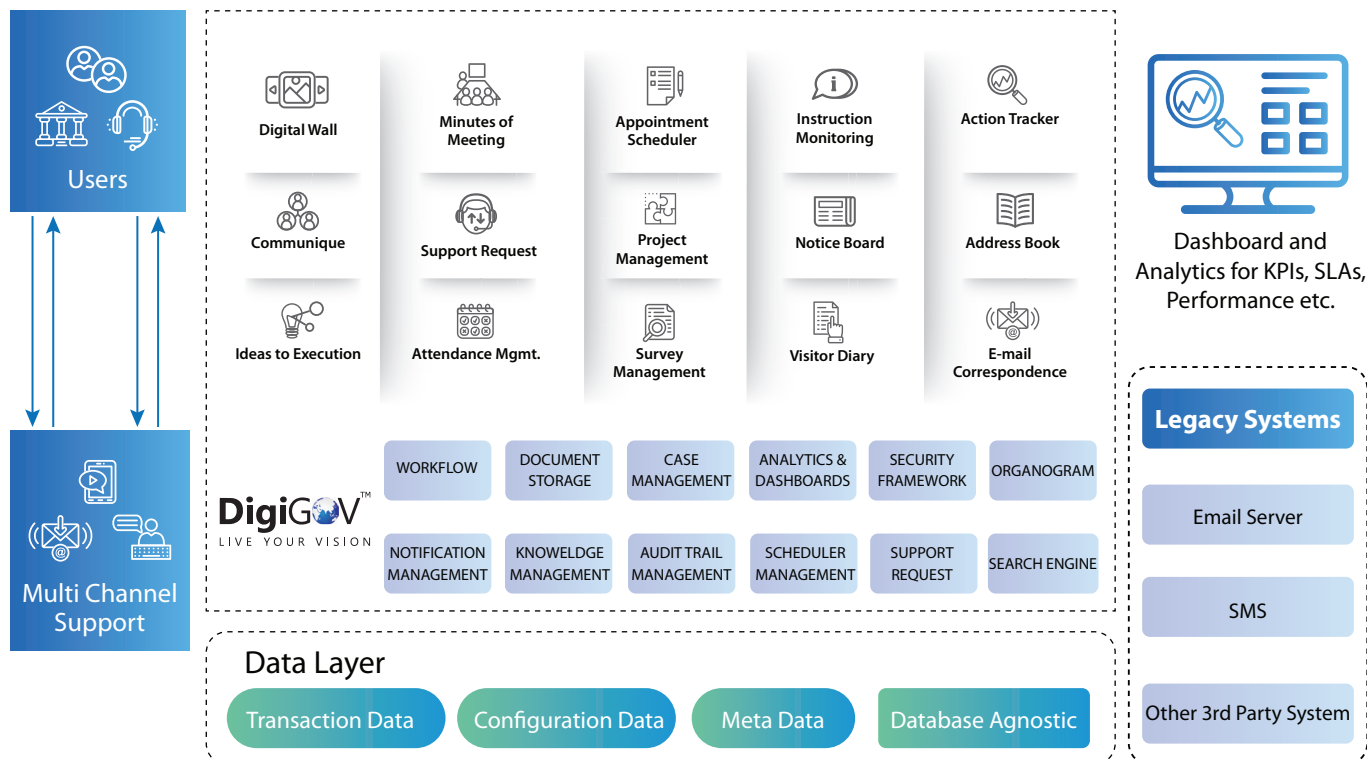 Users
Multi Channel
Support
Digital Wall
Minutes of
Meeting
Appointment
Scheduler
i
Instruction
Monitoring
Action Tracker
Communique
Support Request
Project
Management
Notice Board
Address Book
Ideas to Execution
Attendance Mgmt.
Survey
Management
Visitor Diary
@
E-mail
Correspondence
DigiGOV™
LIVE YOUR VISION
WORKFLOW
DOCUMENT
STORAGE
CASE
MANAGEMENT
ANALYTICS &
DASHBOARDS
SECURITY
FRAMEWORK
ORGANOGRAM
NOTIFICATION
MANAGEMENT
KNOWELDGE
MANAGEMENT
AUDIT TRAIL
MANAGEMENT
SCHEDULER
MANAGEMENT
SUPPORT
REQUEST
SEARCH ENGINE
Data Layer
Transaction Data
Configuration Data
Meta Data
Database Agnostic
Dashboard and
Analytics for KPIs, SLAs,
Performance etc.
Legacy Systems
Email Server
SMS
Other 3rd Party System
@